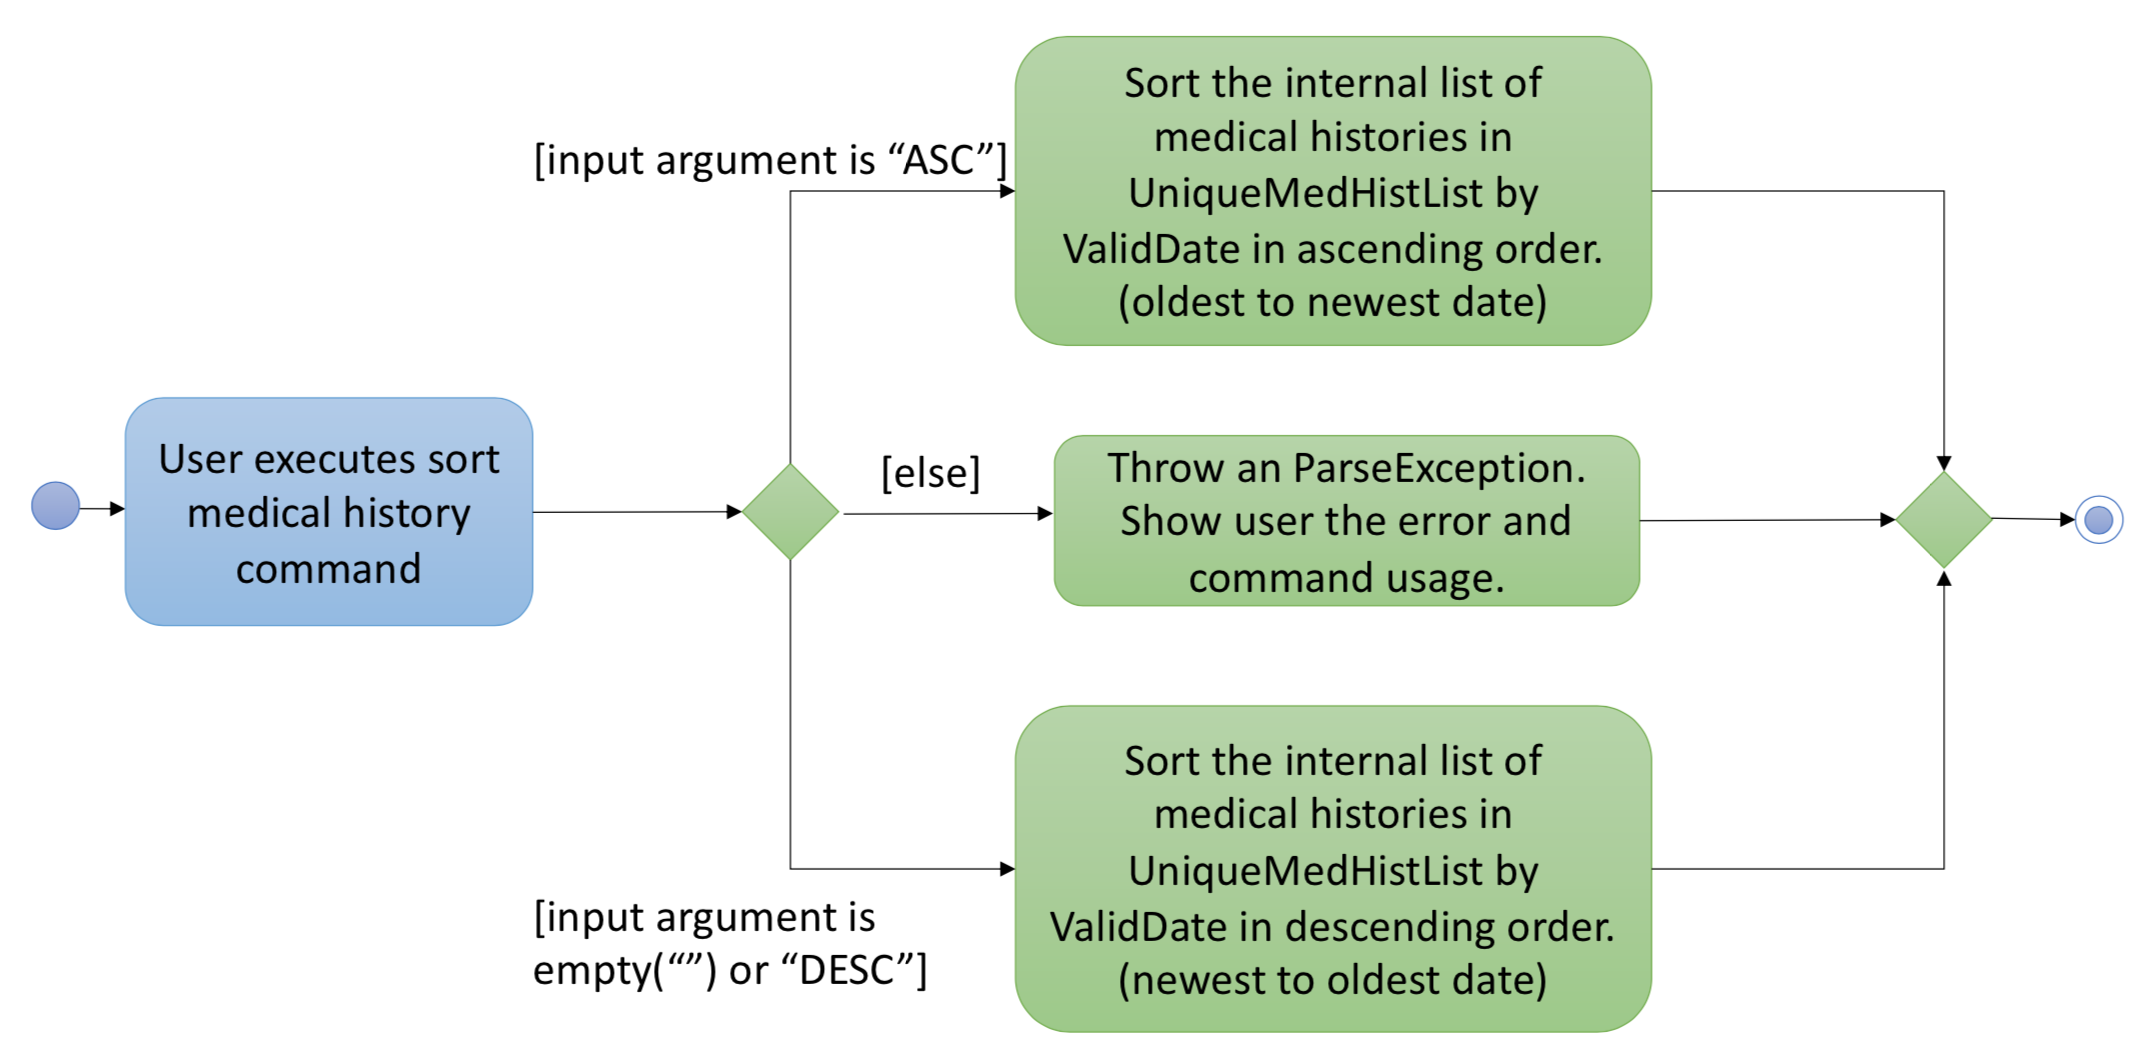 User executes sort
medical history
command
[input argument is “ASC”]
Sort the internal list of
medical histories in
UniqueMedHistList by
ValidDate in ascending order.
(oldest to newest date)
[else]
Throw an ParseException.
Show user the error and
command usage.
[input argument is
empty(“”) or “DESC”]
Sort the internal list of
medical histories in
UniqueMedHistList by
ValidDate in descending order.
(newest to oldest date)